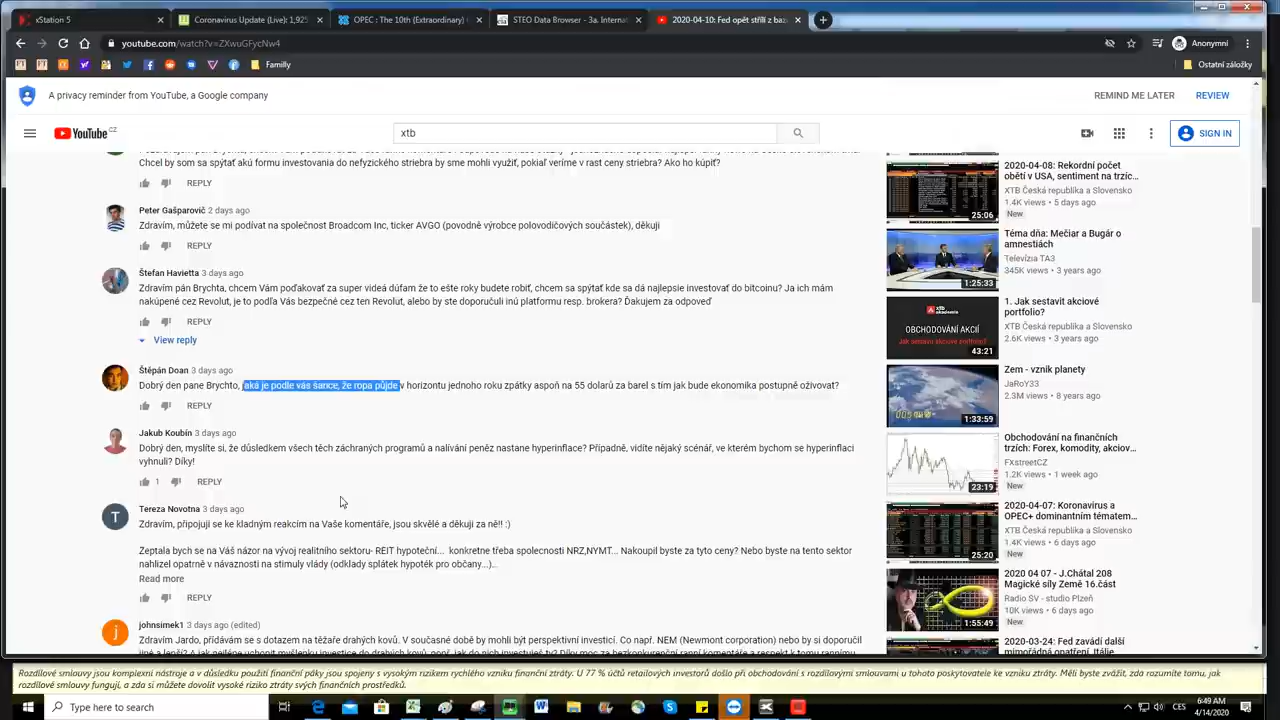 xStation 5
Coronavirus Update (Live): 1,925
OPEC : The 10th (Extraordinary) O
S&D Data Browser - 3a. Internati
2020-04-10: Fed opět střílí z baz
youtube.com/watch?v=ZXwuGFycNw4
Anonymní
Familly
Ostatní záložky
A privacy reminder from YouTube, a Google company
REMIND ME LATER
REVIEW
YouTube CZ
xtb
SIGN IN
Chcel by som sa spýtať akú formu investovania do nefyzického striebra by sme mohli využiť, pokiaľ veríme v rast ceny striebra? Ako ho kúpiť?
REPLY
Peter Gašparovič 2 days ago
Zdravím, můžeste se mi podívat na společnost Broadcom Inc, ticker AVGO (povodne výrobca polovodičových součástek), děkuji
REPLY
Štefan Havietta 3 days ago
Zdravím pán Brychta, chcem Vám poďakovať za super videá dúfam že to ešte roky budete robiť, chcem sa spýtať kde sa dá najlepšie investovať do bitcoinu? Ja ich mám
nakúpené cez Revolut, je to podľa Vás bezpečné cez ten Revolut, alebo by ste doporučili inú platformu resp. brokera? Ďakujem za odpoveď
REPLY
View reply
Štěpán Doan 3 days ago
Dobrý den pane Brychto, jaká je podle vás šance, že ropa půjde v horizontu jednoho roku zpátky aspoň na 55 dolarů za barel s tím jak bude ekonomika postupně ožívovat?
REPLY
Jakub Koubín 3 days ago
Dobrý den, myslíte si, že důsledkem všech těch záchraných programů a nalívání peněz nastane hyperinflace? Případně, vidíte nějaký scénář, ve kterém bychom se hyperinflaci
vyhnuli? Díky!
1 REPLY
Tereza Novotna 3 days ago
Zdravím, připojuji se ke kladným reakcím na Vaše komentáře, jsou skvělé a děkuji za ně!! :)
Zeptala bych se na Váš názor na vývoj realitního sektoru- REIT hypoteční... konkretne třeba spolecnosti NRZ,NYMT... Nakoupil byste za tyto ceny? Nebo byste na tento sektor
nahlizel opatrně v návaznosti na stimuly vlády (odklady splátek hypoték pro občany...)..
Read more
REPLY
johnsimek1 3 days ago (edited)
Zdravím Jardo, přidávám se s dotazem na těžaře drahých kovů. V současné době by mohli být perspektivní investicí. Co např. NEM (Newmont corporation) nebo by si doporučil
2020-04-08: Rekordní počet
obětí v USA, sentiment na trzíc...
XTB Česká republika a Slovensko
1.4K views • 5 days ago
New
25:06
Téma dňa: Mečiar a Bugár o
amnestiách
Televízia TA3
345K views • 3 years ago
1:25:33
1. Jak sestavit akciové
portfolio?
XTB Česká republika a Slovensko
2.6K views • 3 years ago
OBCHODOVÁNÍ AKCIÍ
43:21
Zem - vznik planety
JaRoY33
2.3M views • 8 years ago
1:33:59
Obchodování na finančních
trzích: Forex, komodity, akciov...
FXstreetCZ
1.2K views • 1 week ago
New
23:19
2020-04-07: Koronavirus a
OPEC+ dominantním tématem...
XTB Česká republika a Slovensko
1.4K views • 6 days ago
New
25:20
2020 04 07 - J.Chátal 208
Magické síly Země 16.část
Radio SV - studio Plzeň
10K views • 6 days ago
1:55:49
2020-03-24: Fed zavádí další
mimořádná opatření, Itálie
Rozdílové smlouvy jsou komplexní nástroje a v důsledku použití finanční páky jsou spojeny s vysokým rizikem rychlého vzniku finanční ztráty. U 77 % účtů retailových investorů došlo při obchodování s rozdílovými smlouvami u tohoto poskytovatele ke vzniku ztráty. Měli byste zvážit, zda rozumíte tomu, jak
rozdílové smlouvy fungují, a zda si můžete dovolit vysoké riziko ztráty svých finančních prostředků.
Type here to search
CES
6:49 AM
4/14/2020